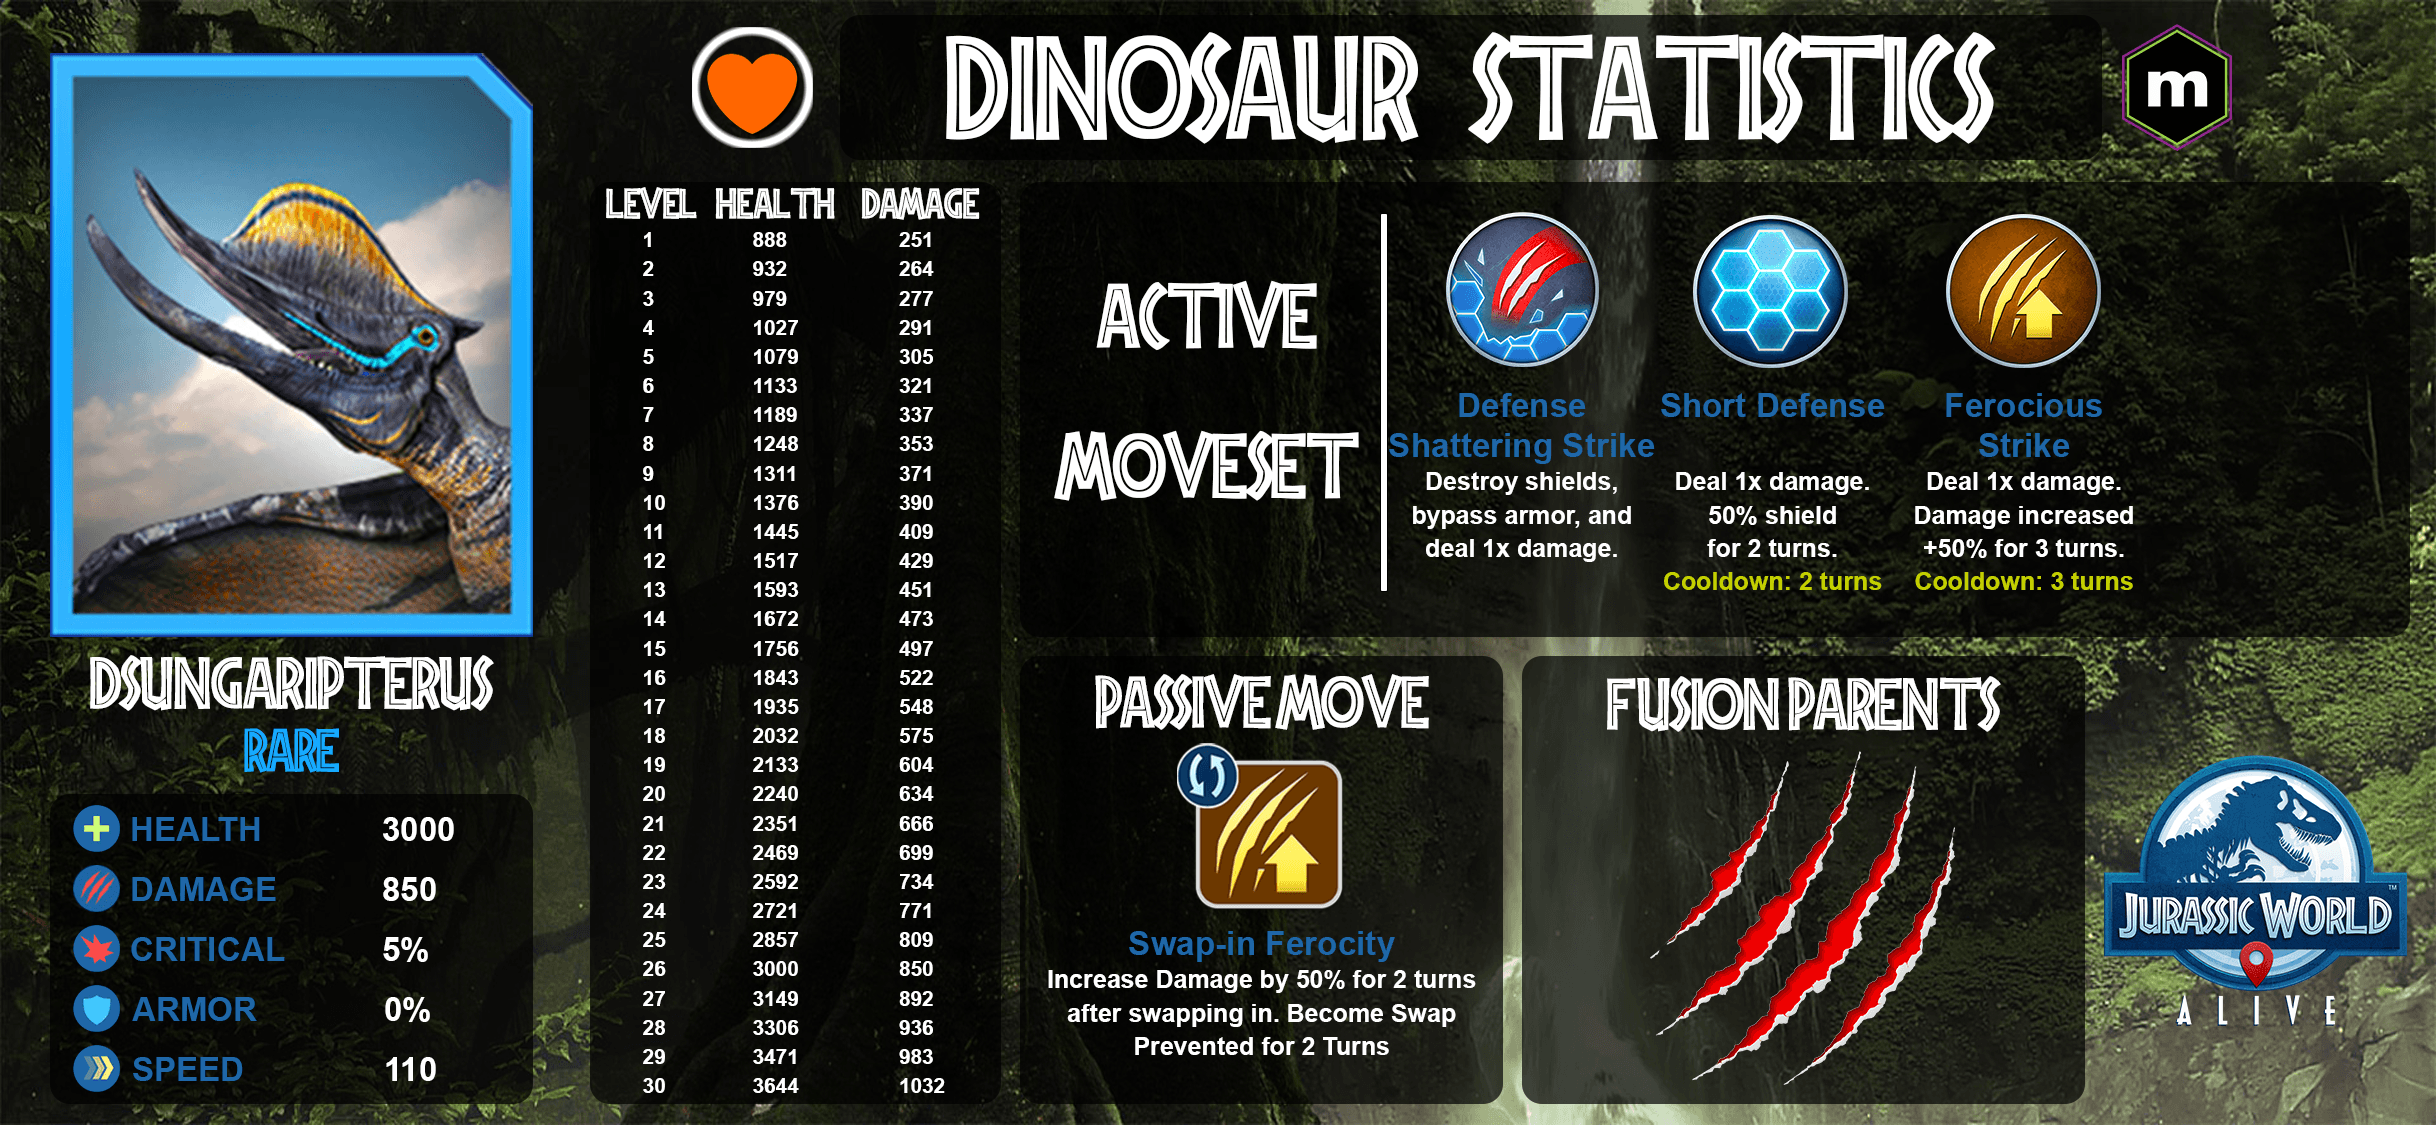 DINOSAUR STATISTICS
m
DSUNGARIPTERUS
RARE
HEALTH 3000
DAMAGE 850
CRITICAL 5%
ARMOR 0%
SPEED 110
LEVEL HEALTH DAMAGE
1 888 251
2 932 264
3 979 277
4 1027 291
5 1079 305
6 1133 321
7 1189 337
8 1248 353
9 1311 371
10 1376 390
11 1445 409
12 1517 429
13 1593 451
14 1672 473
15 1756 497
16 1843 522
17 1935 548
18 2032 575
19 2133 604
20 2240 634
21 2351 666
22 2469 699
23 2592 734
24 2721 771
25 2857 809
26 3000 850
27 3149 892
28 3306 936
29 3471 983
30 3644 1032
ACTIVE
MOVESET
Defense
Shattering Strike
Destroy shields,
bypass armor, and
deal 1x damage.
Short Defense
Deal 1x damage.
50% shield
for 2 turns.
Cooldown: 2 turns
Ferocious
Strike
Deal 1x damage.
Damage increased
+50% for 3 turns.
Cooldown: 3 turns
PASSIVE MOVE
Swap-in Ferocity
Increase Damage by 50% for 2 turns
after swapping in. Become Swap
Prevented for 2 Turns
FUSION PARENTS
JURASSIC WORLD™
ALIVE